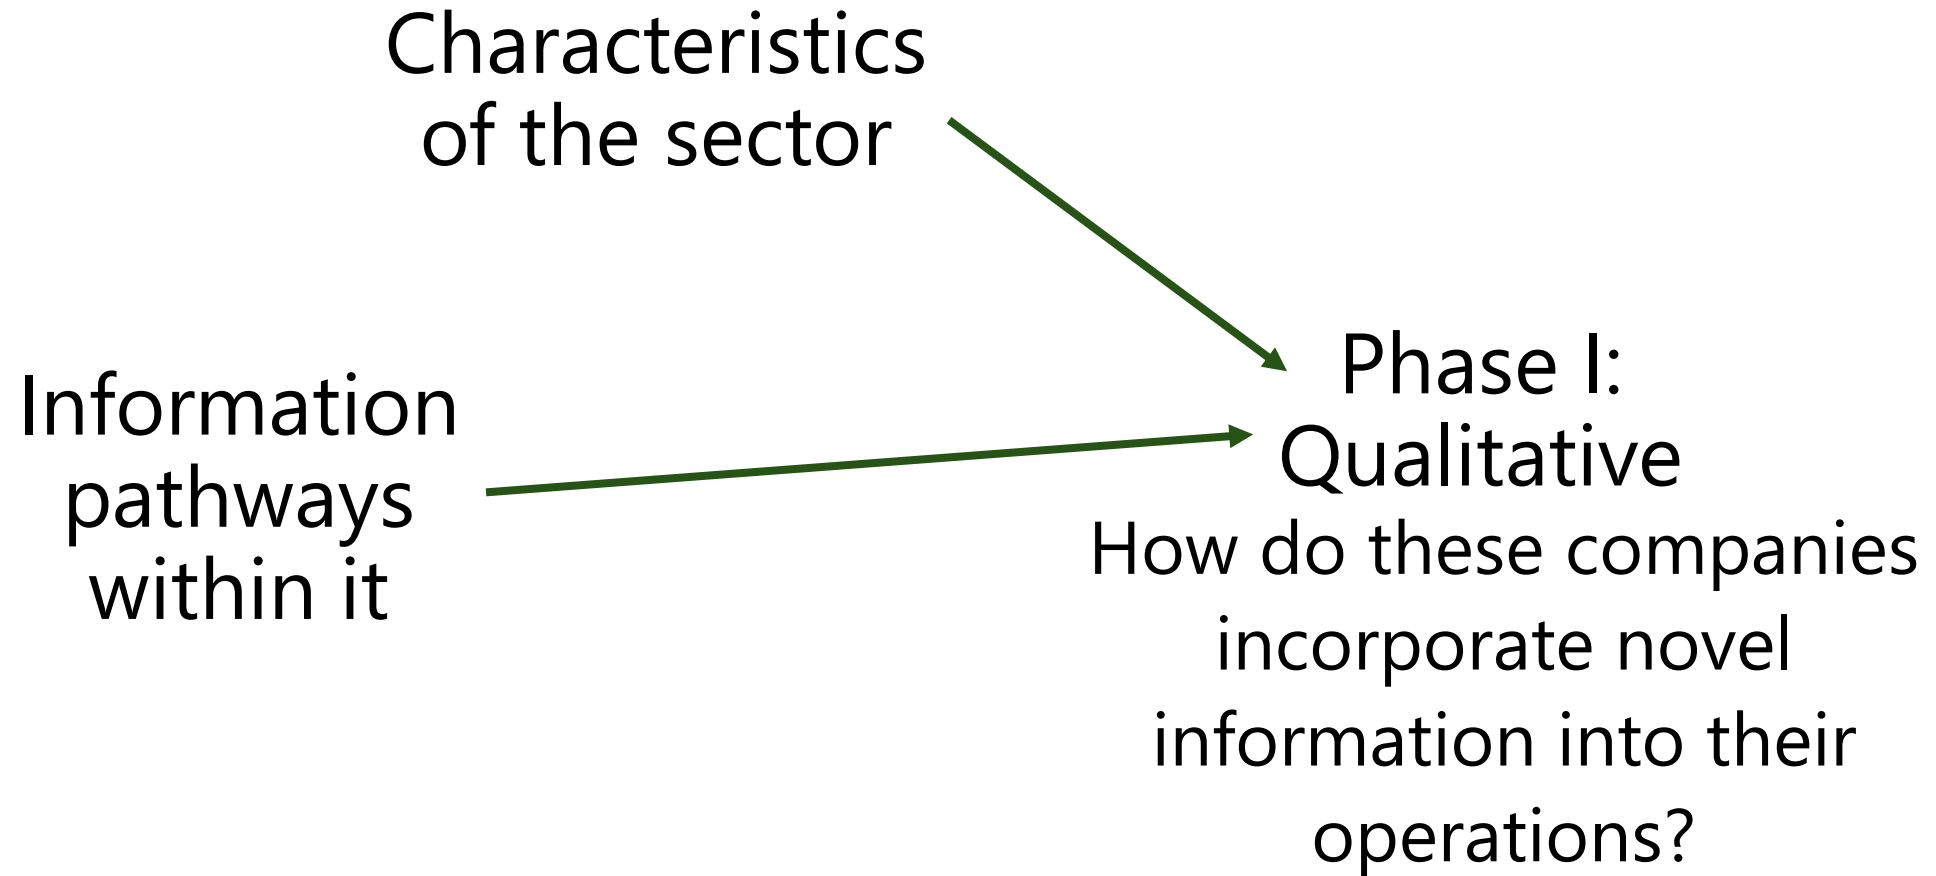 Characteristics
of the sector
Information
pathways
within it
Phase I:
Qualitative
How do these companies
incorporate novel
information into their
operations?